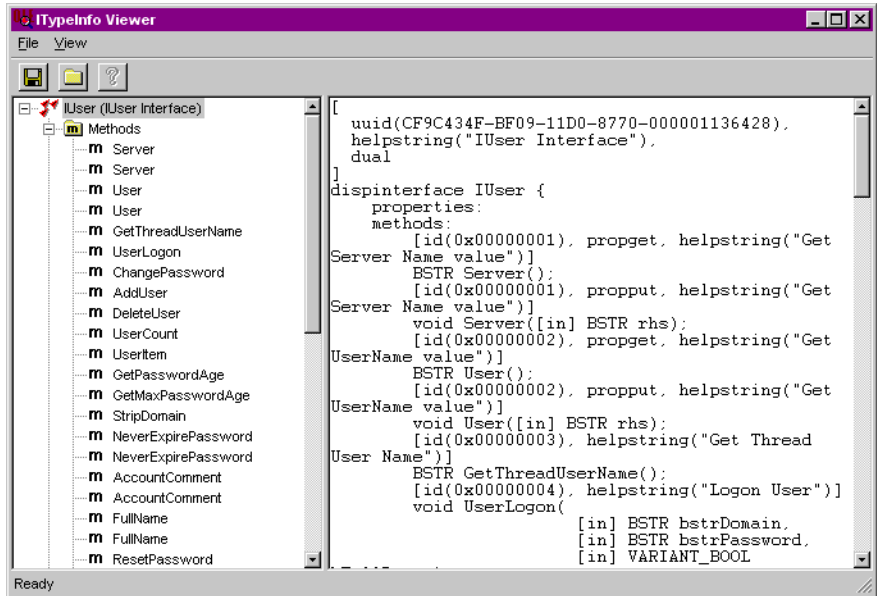 ITypeInfo Viewer
File View
IUser (IUser Interface)
m Methods
m Server
m Server
m User
m User
m GetThreadUserName
m UserLogon
m ChangePassword
m AddUser
m DeleteUser
m UserCount
m UserItem
m GetPasswordAge
m GetMaxPasswordAge
m StripDomain
m NeverExpirePassword
m NeverExpirePassword
m AccountComment
m AccountComment
m FullName
m FullName
m ResetPassword
[
uuid(CF9C434F-BF09-11D0-8770-000001136428),
helpstring("IUser Interface"),
dual
]
dispinterface IUser {
properties:
methods:
[id(0x00000001), propget, helpstring("Get
Server Name value")]
BSTR Server();
[id(0x00000001), propput, helpstring("Get
Server Name value")]
void Server([in] BSTR rhs);
[id(0x00000002), propget, helpstring("Get
UserName value")]
BSTR User();
[id(0x00000002), propput, helpstring("Get
UserName value")]
void User([in] BSTR rhs);
[id(0x00000003), helpstring("Get Thread
User Name")]
BSTR GetThreadUserName();
[id(0x00000004), helpstring("Logon User")]
void UserLogon(
[in] BSTR bstrDomain,
[in] BSTR bstrPassword,
[in] VARIANT_BOOL
Ready